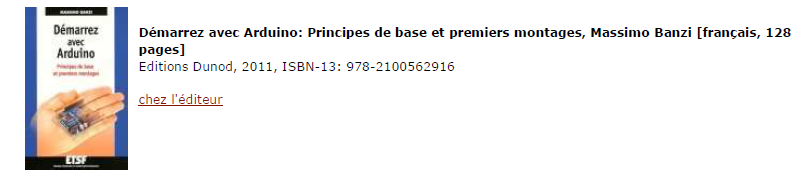 MASSIMO BANZI
Démarrez
avec
Arduino
Principes de base
et premiers montages
ETSF
Démarrez avec Arduino: Principes de base et premiers montages, Massimo Banzi [français, 128
pages]
Editions Dunod, 2011, ISBN-13: 978-2100562916
chez l'éditeur